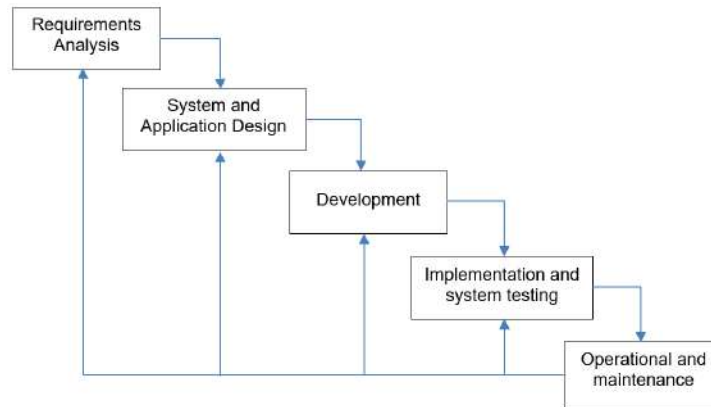 Requirements
Analysis
System and
Application Design
Development
Implementation and
system testing
Operational and
maintenance